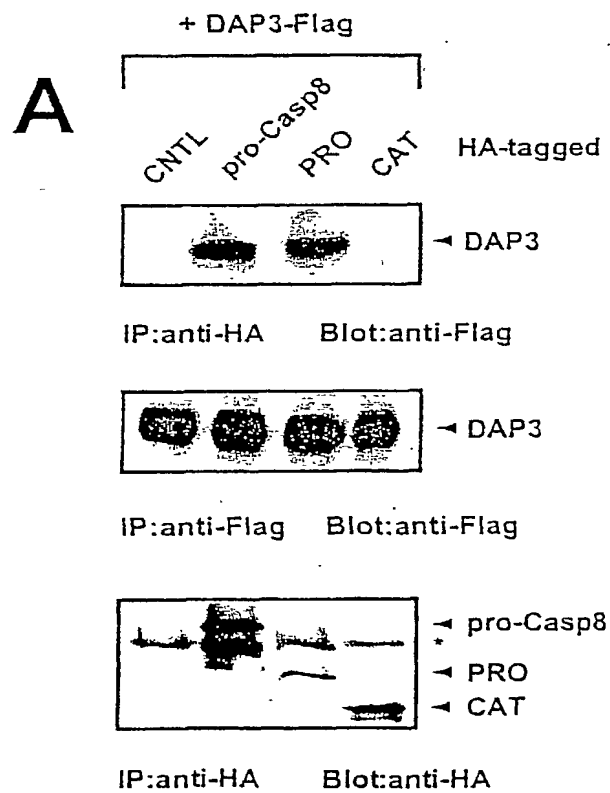 + DAP3-Flag
A
CNTL pro-Casp8 PRO CAT HA-tagged
DAP3
IP:anti-HA Blot:anti-Flag
DAP3
IP:anti-Flag Blot:anti-Flag
pro-Casp8
*
PRO
CAT
IP:anti-HA Blot:anti-HA